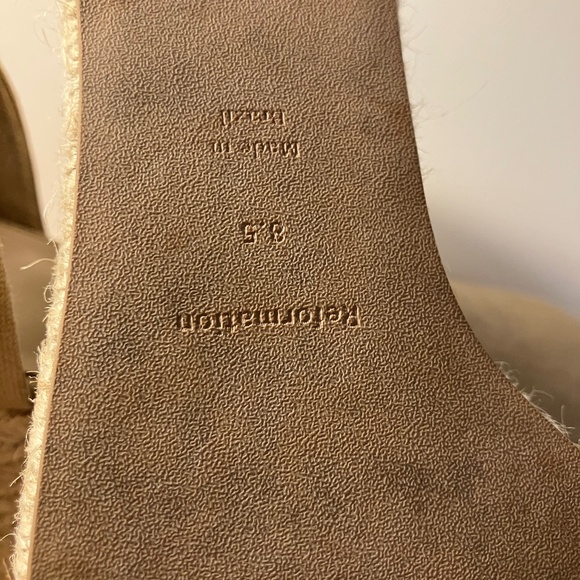 Reformation
8.5
Made in
Brazil